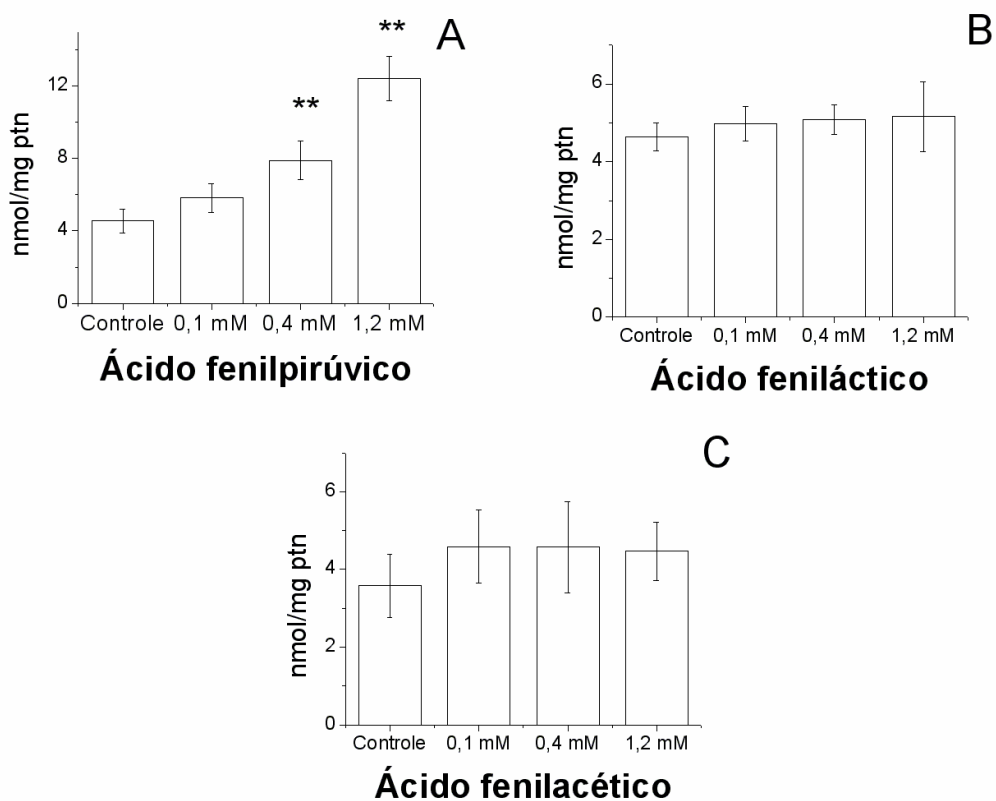 A
**
**
12
8
4
0
nmol/mg ptn
Controle 0,1 mM 0,4 mM 1,2 mM
Ácido fenilpirúvico
B
6
4
2
0
nmol/mg ptn
Controle 0,1 mM 0,4 mM 1,2 mM
Ácido feniláctico
C
6
4
2
0
nmol/mg ptn
Controle 0,1 mM 0,4 mM 1,2 mM
Ácido fenilacético